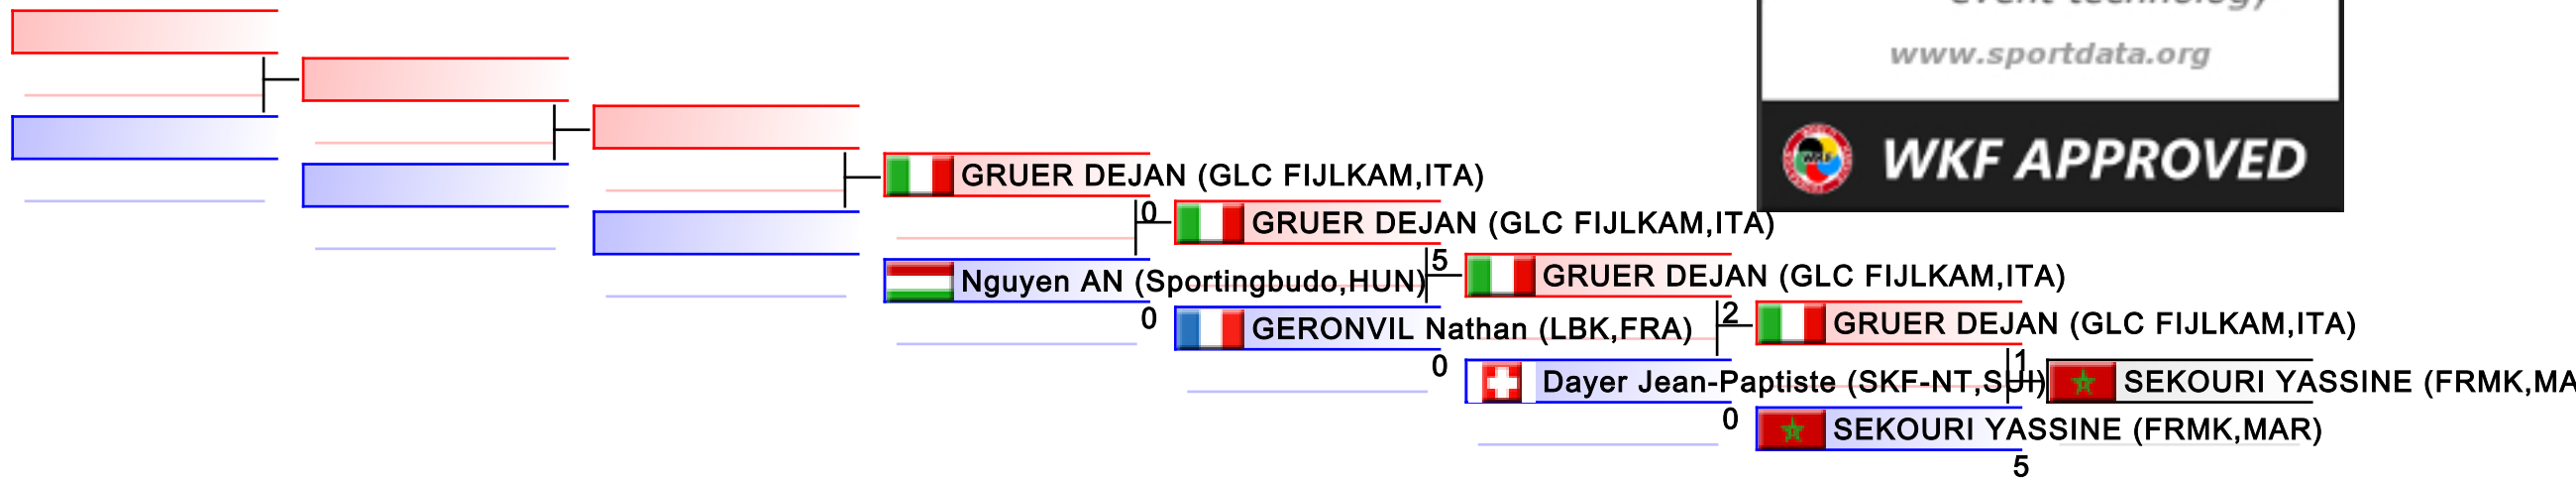 event technology
www.sportdata.org
WKF APPROVED
GRUER DEJAN (GLC FIJLKAM,ITA)
0
GRUER DEJAN (GLC FIJLKAM,ITA)
Nguyen AN (Sportingbudo,HUN)
0
5
GRUER DEJAN (GLC FIJLKAM,ITA)
GERONVIL Nathan (LBK,FRA)
0
2
GRUER DEJAN (GLC FIJLKAM,ITA)
Dayer Jean-Paptiste (SKF-NT,SUI)
0
1
SEKOURI YASSINE (FRMK,MA
SEKOURI YASSINE (FRMK,MAR)
5